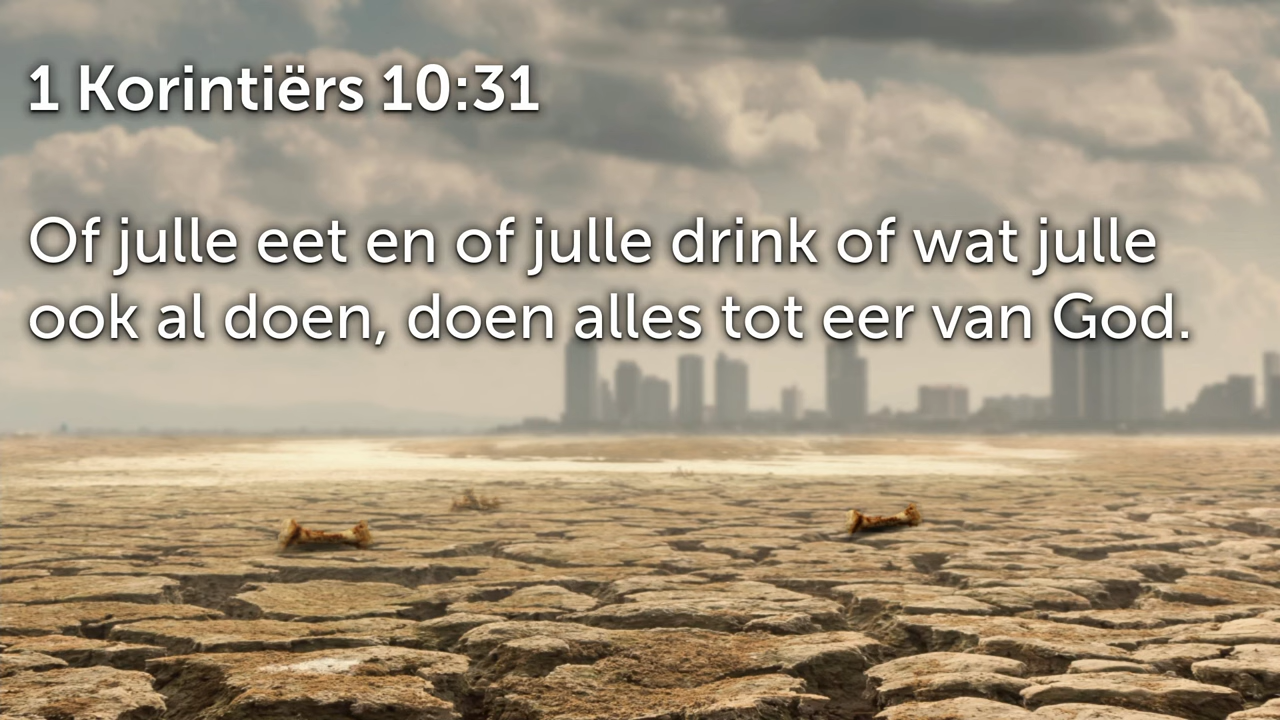 1 Korintiërs 10:31
Of julle eet en of julle drink of wat julle
ook al doen, doen alles tot eer van God.